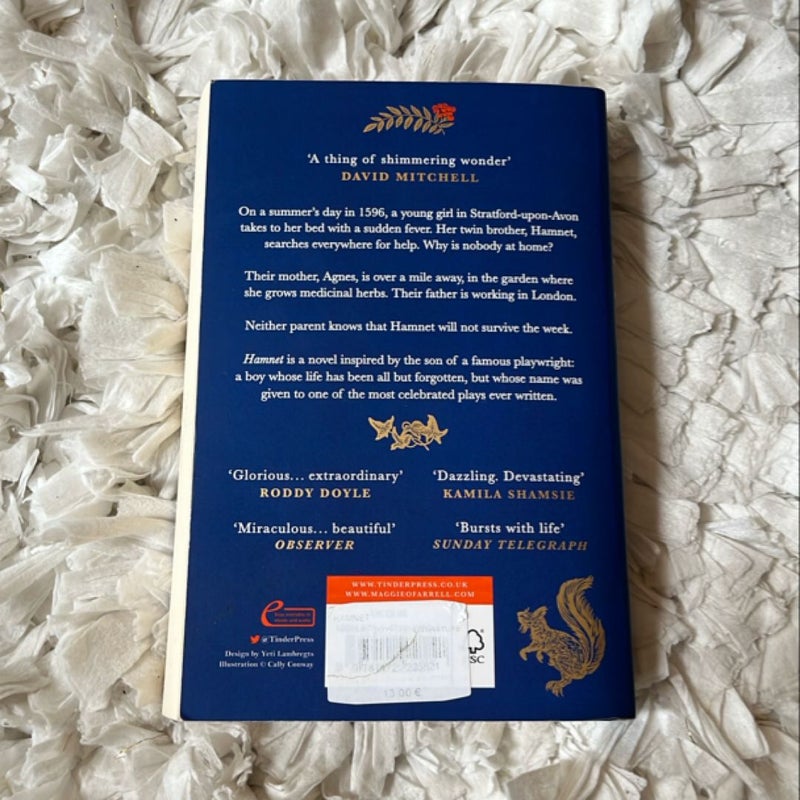 ‘A thing of shimmering wonder’
DAVID MITCHELL
On a summer’s day in 1596, a young girl in Stratford-upon-Avon
takes to her bed with a sudden fever. Her twin brother, Hamnet,
searches everywhere for help. Why is nobody at home?
Their mother, Agnes, is over a mile away, in the garden where
she grows medicinal herbs. Their father is working in London.
Neither parent knows that Hamnet will not survive the week.
Hamnet is a novel inspired by the son of a famous playwright:
a boy whose life has been all but forgotten, but whose name was
given to one of the most celebrated plays ever written.
‘Glorious... extraordinary’
RODDY DOYLE
‘Dazzling. Devastating’
KAMILA SHAMSIE
‘Miraculous... beautiful’
OBSERVER
‘Bursts with life’
SUNDAY TELEGRAPH
WWW.TINDERPRESS.CO.UK
WWW.MAGGIEOFARRELL.COM
e
@TinderPress
Design by Yeti Lambregts
Illustration © Cally Conway
HAMNET
13.00 €